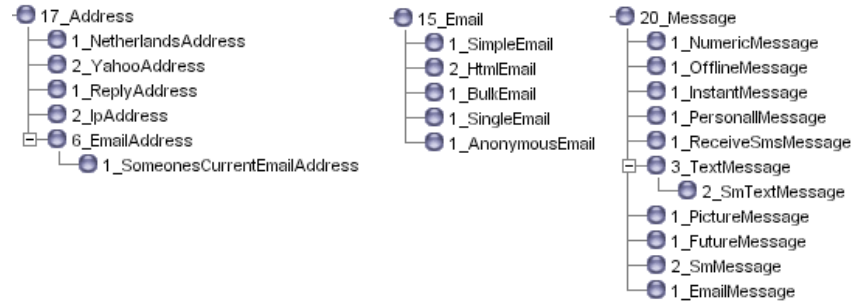 17_Address
1_NetherlandsAddress
2_YahooAddress
1_ReplyAddress
2_IpAddress
6_EmailAddress
1_SomeonesCurrentEmailAddress
15_Email
1_SimpleEmail
2_HtmlEmail
1_BulkEmail
1_SingleEmail
1_AnonymousEmail
20_Message
1_NumericMessage
1_OfflineMessage
1_InstantMessage
1_PersonallMessage
1_ReceiveSmsMessage
3_TextMessage
2_SmTextMessage
1_PictureMessage
1_FutureMessage
2_SmMessage
1_EmailMessage